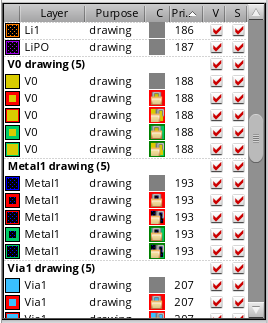 Layer Purpose C Pri... V S
Li1 drawing 186
LiPO drawing 187
V0 drawing (5)
V0 drawing 188
V0 drawing 188
V0 drawing 188
V0 drawing 188
V0 drawing 188
Metal1 drawing (5)
Metal1 drawing 193
Metal1 drawing 193
Metal1 drawing 193
Metal1 drawing 193
Metal1 drawing 193
Via1 drawing (5)
Via1 drawing 207
Via1 drawing 207
Via1 drawing 207